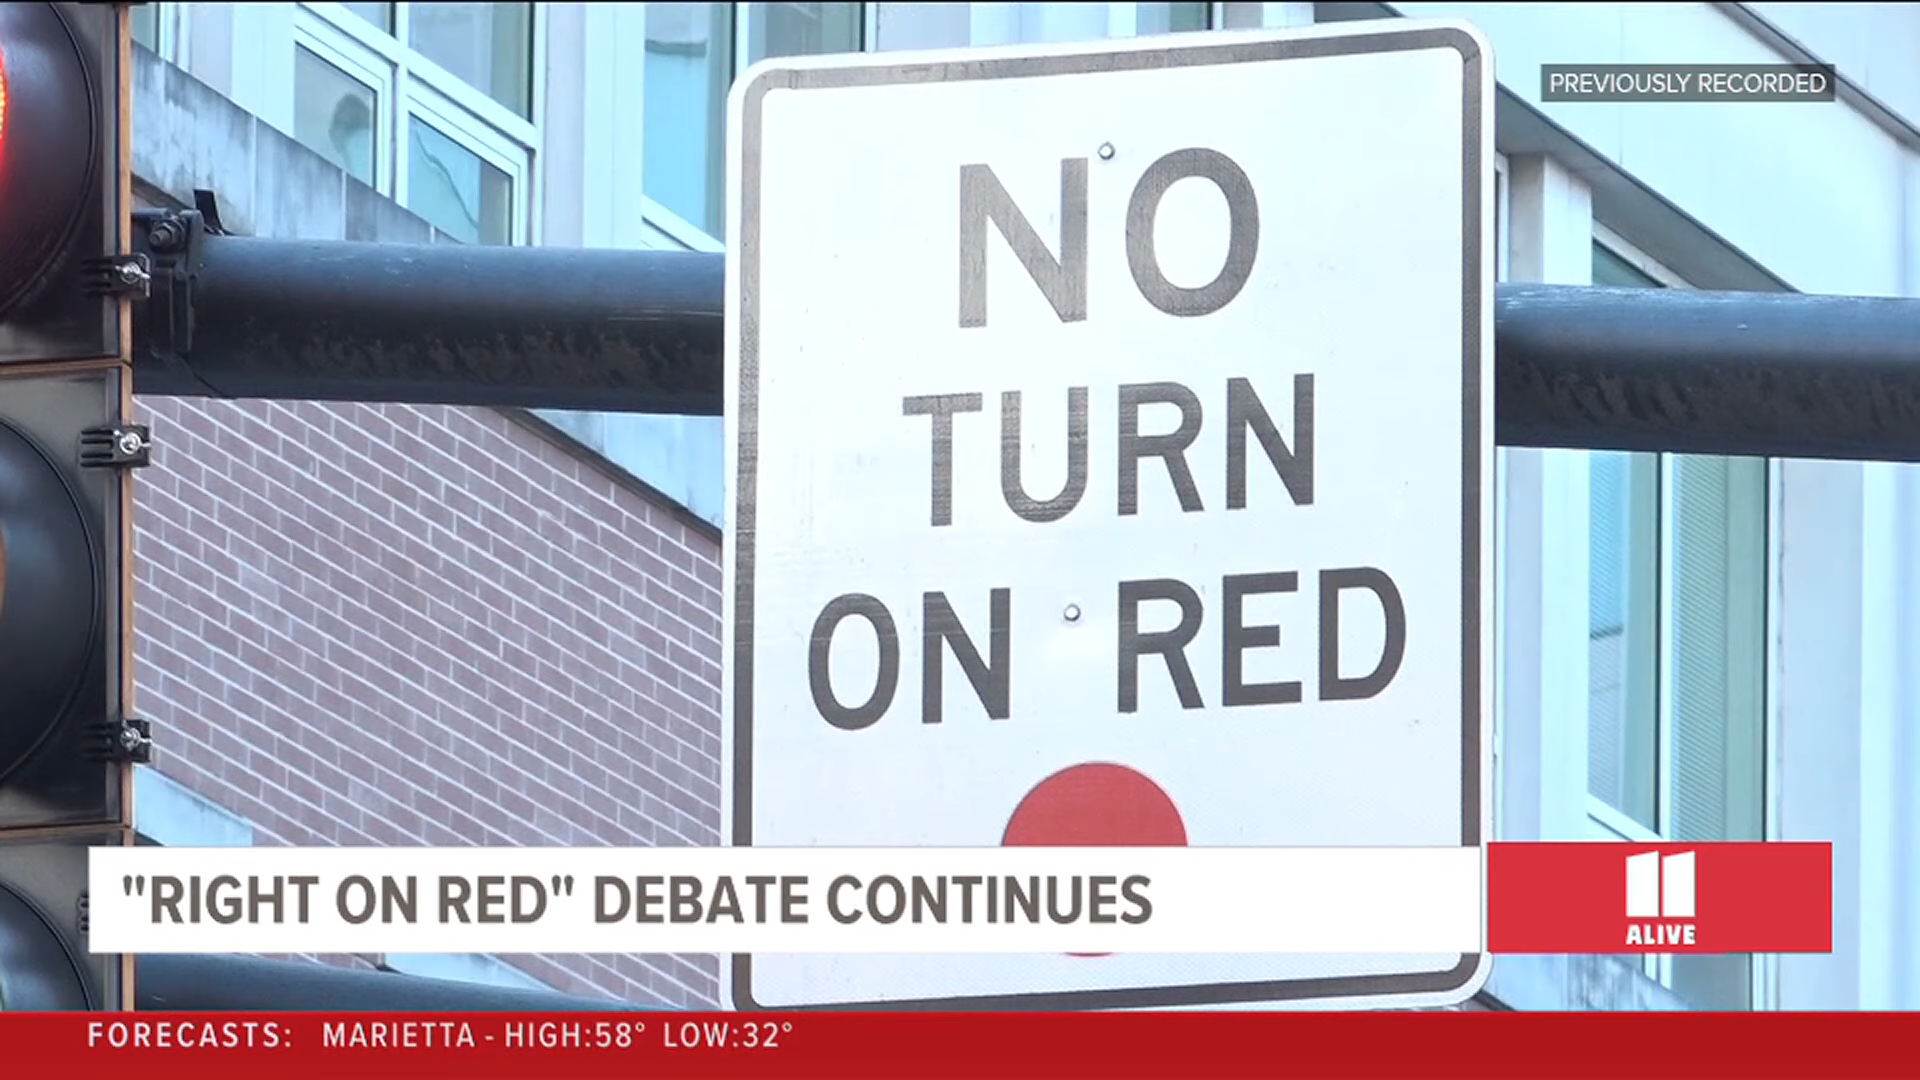 PREVIOUSLY RECORDED
NO
TURN
ON RED
"RIGHT ON RED" DEBATE CONTINUES
11
ALIVE
FORECASTS: MARIETTA - HIGH:58° LOW:32°